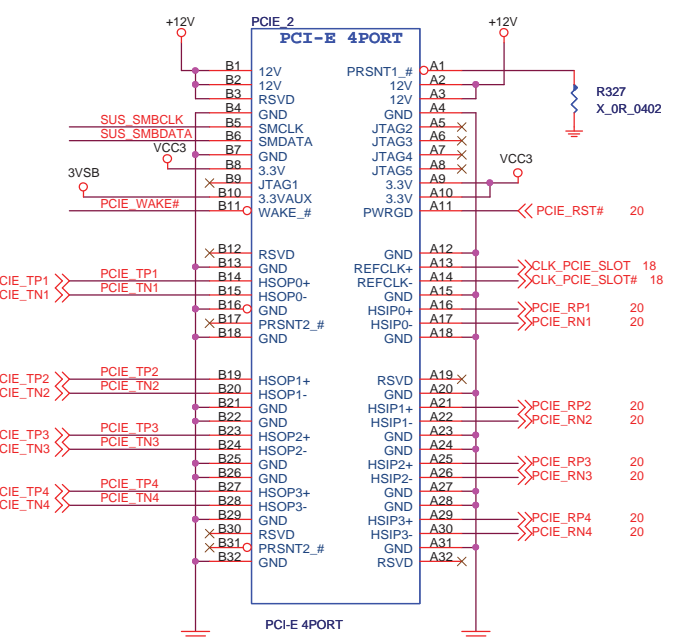 +12V PCIE_2 +12V
PCI-E 4PORT
B1 12V PRSNT1_# A1
B2 12V 12V A2
B3 RSVD 12V A3
R327
X_0R_0402
B4 GND GND A4
SUS_SMBCLK B5 SMCLK JTAG2 A5
SUS_SMBDATA B6 SMDATA JTAG3 A6
VCC3 B7 GND JTAG4 A7
B8 3.3V JTAG5 A8 VCC3
3VSB B9 JTAG1 3.3V A9
B10 3.3VAUX 3.3V A10
PCIE_WAKE# B11 WAKE_# PWRGD A11 PCIE_RST# 20
B12 RSVD GND A12
B13 GND REFCLK+ A13 CLK_PCIE_SLOT 18
CIE_TP1 PCIE_TP1 B14 HSOP0+ REFCLK- A14 CLK_PCIE_SLOT# 18
CIE_TN1 PCIE_TN1 B15 HSOP0- GND A15
B16 GND HSIP0+ A16 PCIE_RP1 20
B17 PRSNT2_# HSIP0- A17 PCIE_RN1 20
B18 GND GND A18
CIE_TP2 PCIE_TP2 B19 HSOP1+ RSVD A19
CIE_TN2 PCIE_TN2 B20 HSOP1- GND A20
B21 GND HSIP1+ A21 PCIE_RP2 20
B22 GND HSIP1- A22 PCIE_RN2 20
CIE_TP3 PCIE_TP3 B23 HSOP2+ GND A23
CIE_TN3 PCIE_TN3 B24 HSOP2- GND A24
B25 GND HSIP2+ A25 PCIE_RP3 20
B26 GND HSIP2- A26 PCIE_RN3 20
CIE_TP4 PCIE_TP4 B27 HSOP3+ GND A27
CIE_TN4 PCIE_TN4 B28 HSOP3- GND A28
B29 GND HSIP3+ A29 PCIE_RP4 20
B30 RSVD HSIP3- A30 PCIE_RN4 20
B31 PRSNT2_# GND A31
B32 GND RSVD A32
PCI-E 4PORT